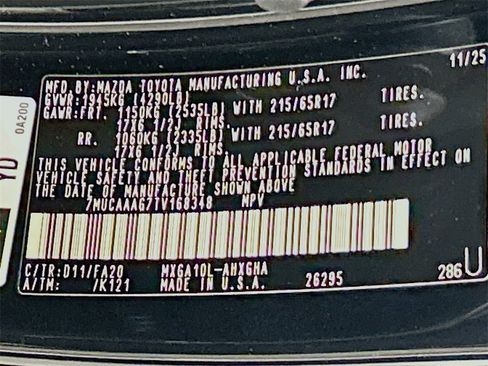 MFD.BY:MAZDA TOYOTA MANUFACTURING U.S.A. INC. 11/25
GVWR:1945KG (4290LB)
GAWR:FRT. 1150KG (2535LB) WITH 215/65R17 TIRES.
17X6 1/2J RIMS.
RR. 1060KG (2335LB) WITH 215/65R17 TIRES.
17X6 1/2J RIMS.
THIS VEHICLE CONFORMS TO ALL APPLICABLE FEDERAL MOTOR
VEHICLE SAFETY AND THEFT PREVENTION STANDARDS IN EFFECT ON
THE DATE OF MANUFACTURE SHOWN ABOVE
7MUCAAAG7TV168348 MPV
C/TR:D11/FA20 MXGA10L-AHXGHA
A/TM: /K121 MADE IN U.S.A. 26295 286U
0A200
YD